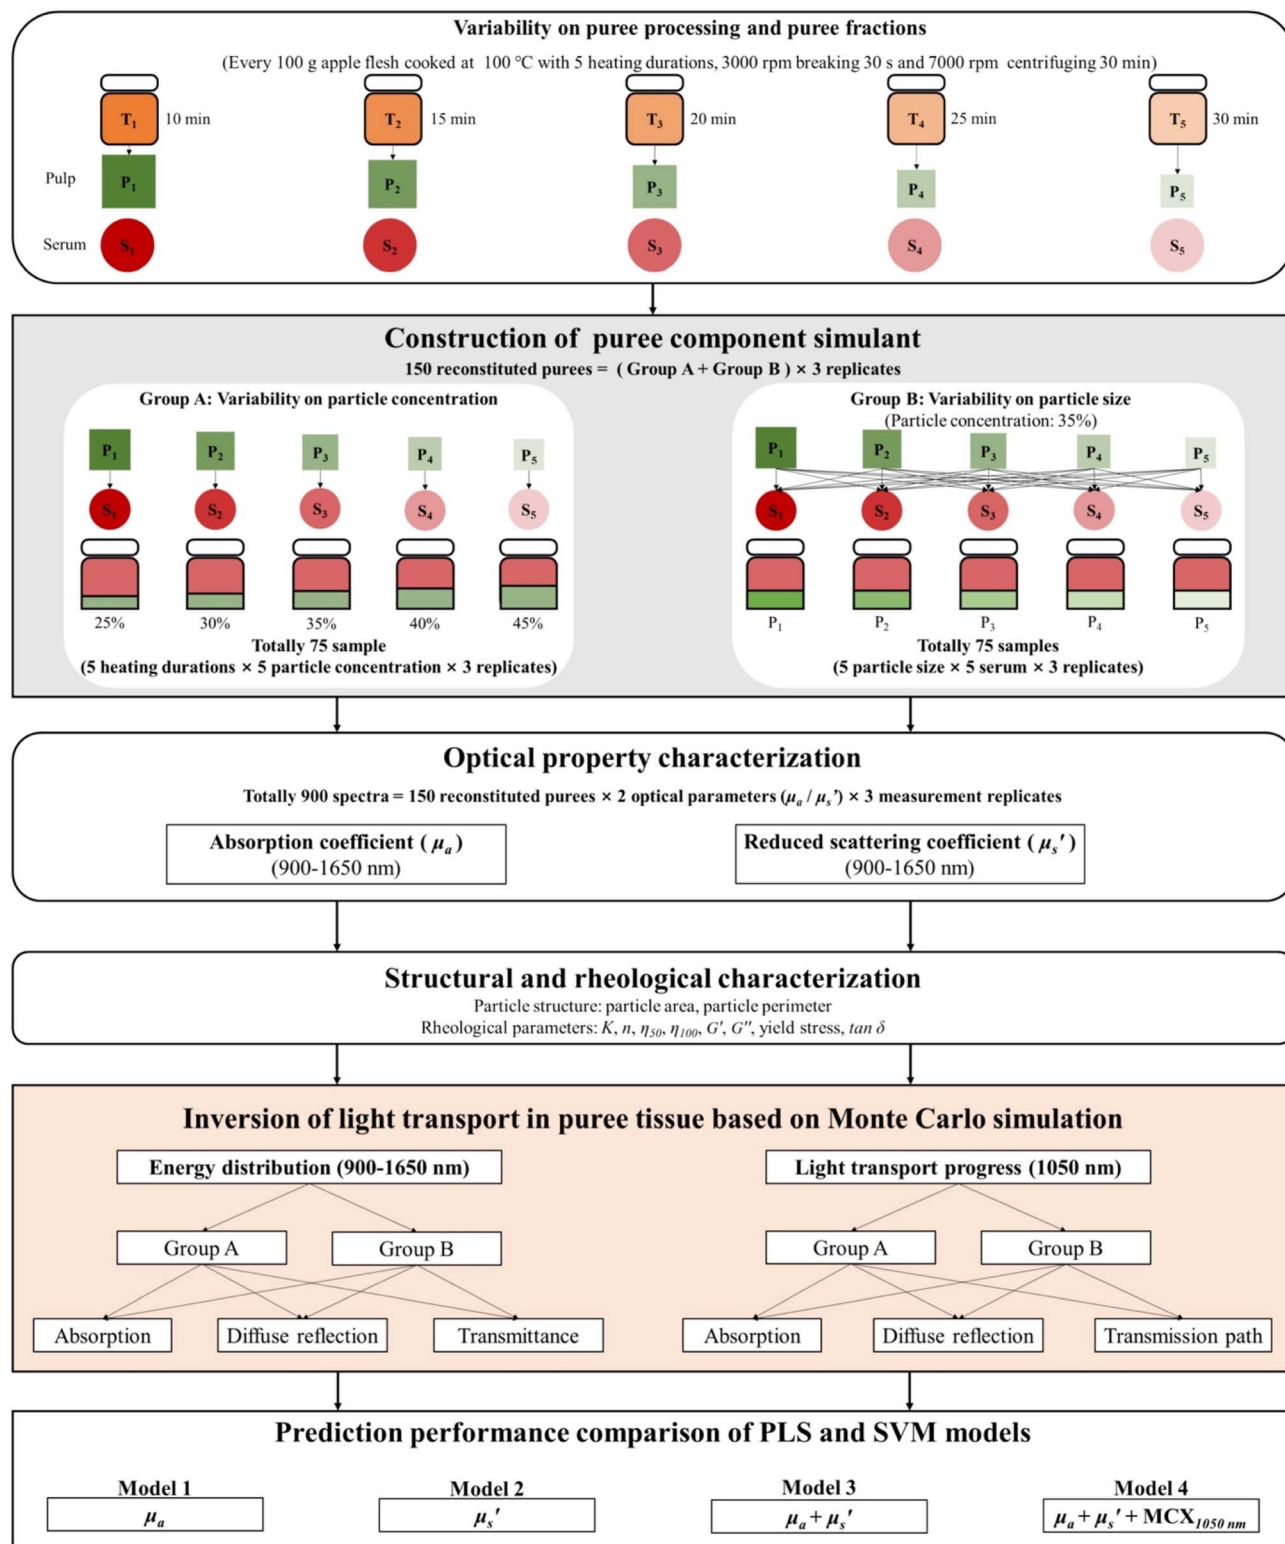 Variability on puree processing and puree fractions
(Every 100 g apple flesh cooked at 100 °C with 5 heating durations, 3000 rpm breaking 30 s and 7000 rpm centrifuging 30 min)
T1 10 min T2 15 min T3 20 min T4 25 min T5 30 min
Pulp P1 P2 P3 P4 P5
Serum S1 S2 S3 S4 S5
Construction of puree component simulant
150 reconstituted purees = ( Group A + Group B ) × 3 replicates
Group A: Variability on particle concentration
P1 P2 P3 P4 P5
S1 S2 S3 S4 S5
25% 30% 35% 40% 45%
Totally 75 sample
(5 heating durations × 5 particle concentration × 3 replicates)
Group B: Variability on particle size
(Particle concentration: 35%)
P1 P2 P3 P4 P5
S1 S2 S3 S4 S5
P1 P2 P3 P4 P5
Totally 75 samples
(5 particle size × 5 serum × 3 replicates)
Optical property characterization
Totally 900 spectra = 150 reconstituted purees × 2 optical parameters (μa / μs’) × 3 measurement replicates
Absorption coefficient ( μa )
(900-1650 nm)
Reduced scattering coefficient ( μs′ )
(900-1650 nm)
Structural and rheological characterization
Particle structure: particle area, particle perimeter
Rheological parameters: K, n, η50, η100, G′, G″, yield stress, tan δ
Inversion of light transport in puree tissue based on Monte Carlo simulation
Energy distribution (900-1650 nm)
Group A Group B
Absorption Diffuse reflection Transmittance
Light transport progress (1050 nm)
Group A Group B
Absorption Diffuse reflection Transmission path
Prediction performance comparison of PLS and SVM models
Model 1 Model 2 Model 3 Model 4
μa μs′ μa + μs′ μa + μs′ + MCX1050 nm